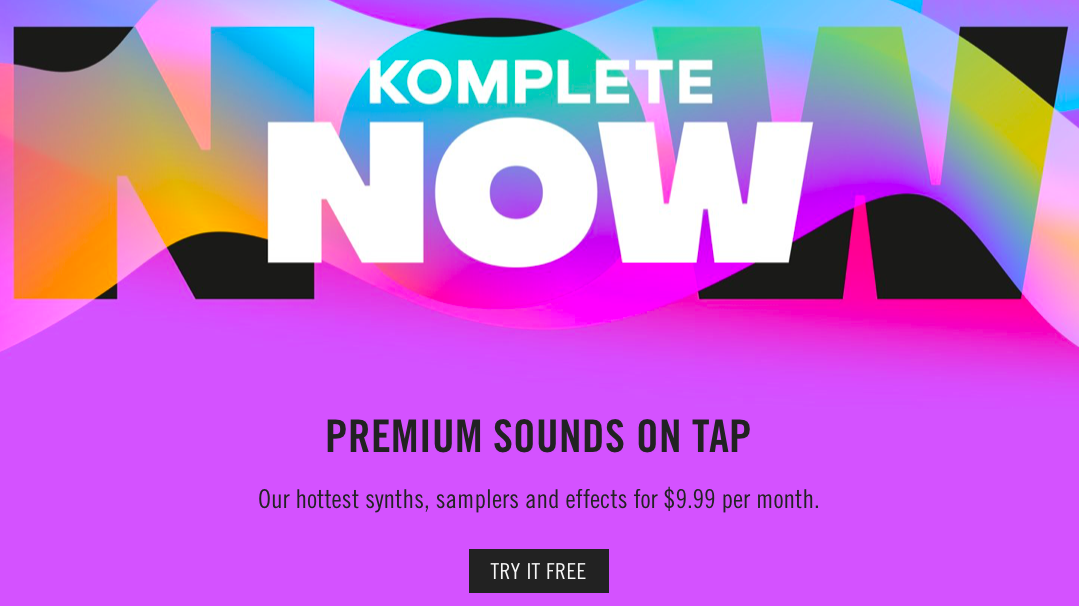 NOW
KOMPLETE
NOW
PREMIUM SOUNDS ON TAP
Our hottest synths, samplers and effects for $9.99 per month.
TRY IT FREE